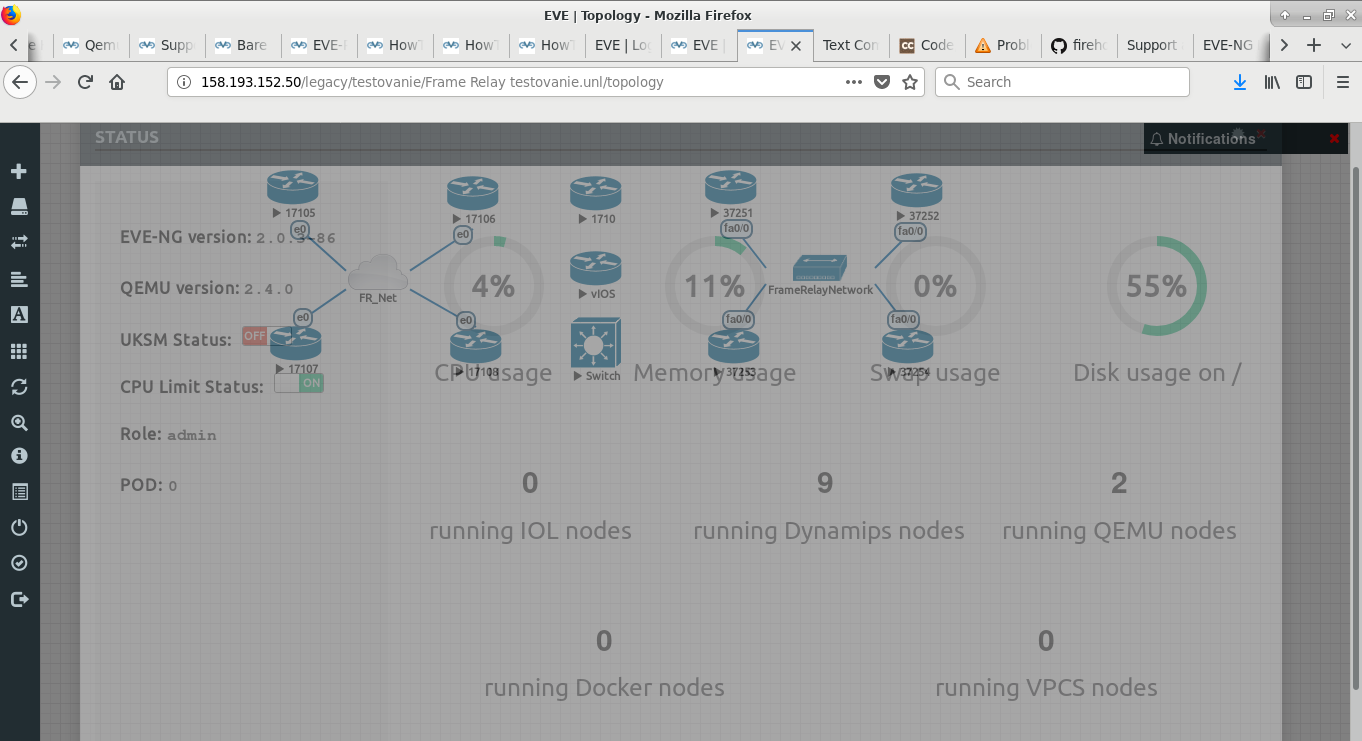 EVE | Topology - Mozilla Firefox
Qem
Supp
Bare
EVE-
HowT
HowT
HowT
EVE | Lo
EVE |
EV
Text Con
Code
Probl
fireho
Support
EVE-NG
158.193.152.50/legacy/testovanie/Frame Relay testovanie.unl/topology
Search
STATUS
Notifications
17105
17106
1710
37251
37252
e0
e0
fa0/0
fa0/0
EVE-NG version: 2.0.3-86
QEMU version: 2.4.0
FR_Net
4%
vIOS
11%
FrameRelayNetwork
0%
55%
e0
e0
fa0/0
fa0/0
UKSM Status: OFF
17107
17108
Switch
37253
37254
CPU usage
Memory usage
Swap usage
Disk usage on /
CPU Limit Status: ON
Role: admin
POD: 0
0
9
2
running IOL nodes
running Dynamips nodes
running QEMU nodes
0
0
running Docker nodes
running VPCS nodes